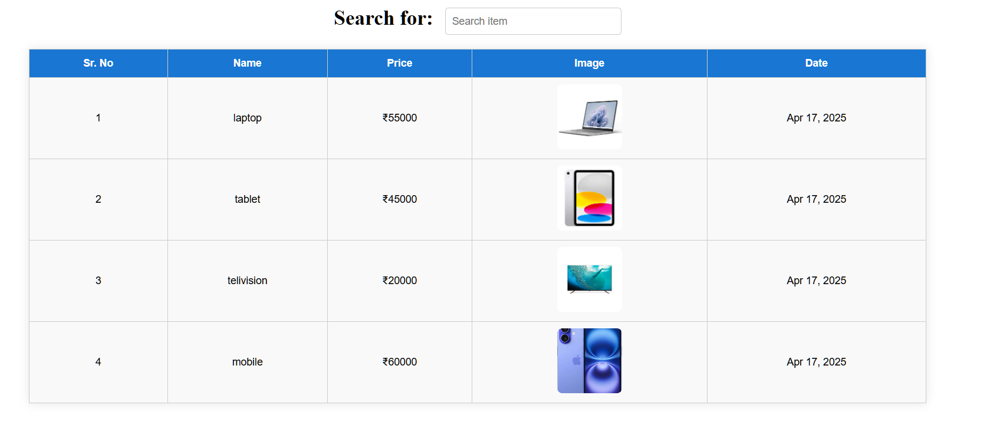 Search for: Search item
Sr. No Name Price Image Date
1 laptop ₹55000 Apr 17, 2025
2 tablet ₹45000 Apr 17, 2025
3 telivision ₹20000 Apr 17, 2025
4 mobile ₹60000 Apr 17, 2025